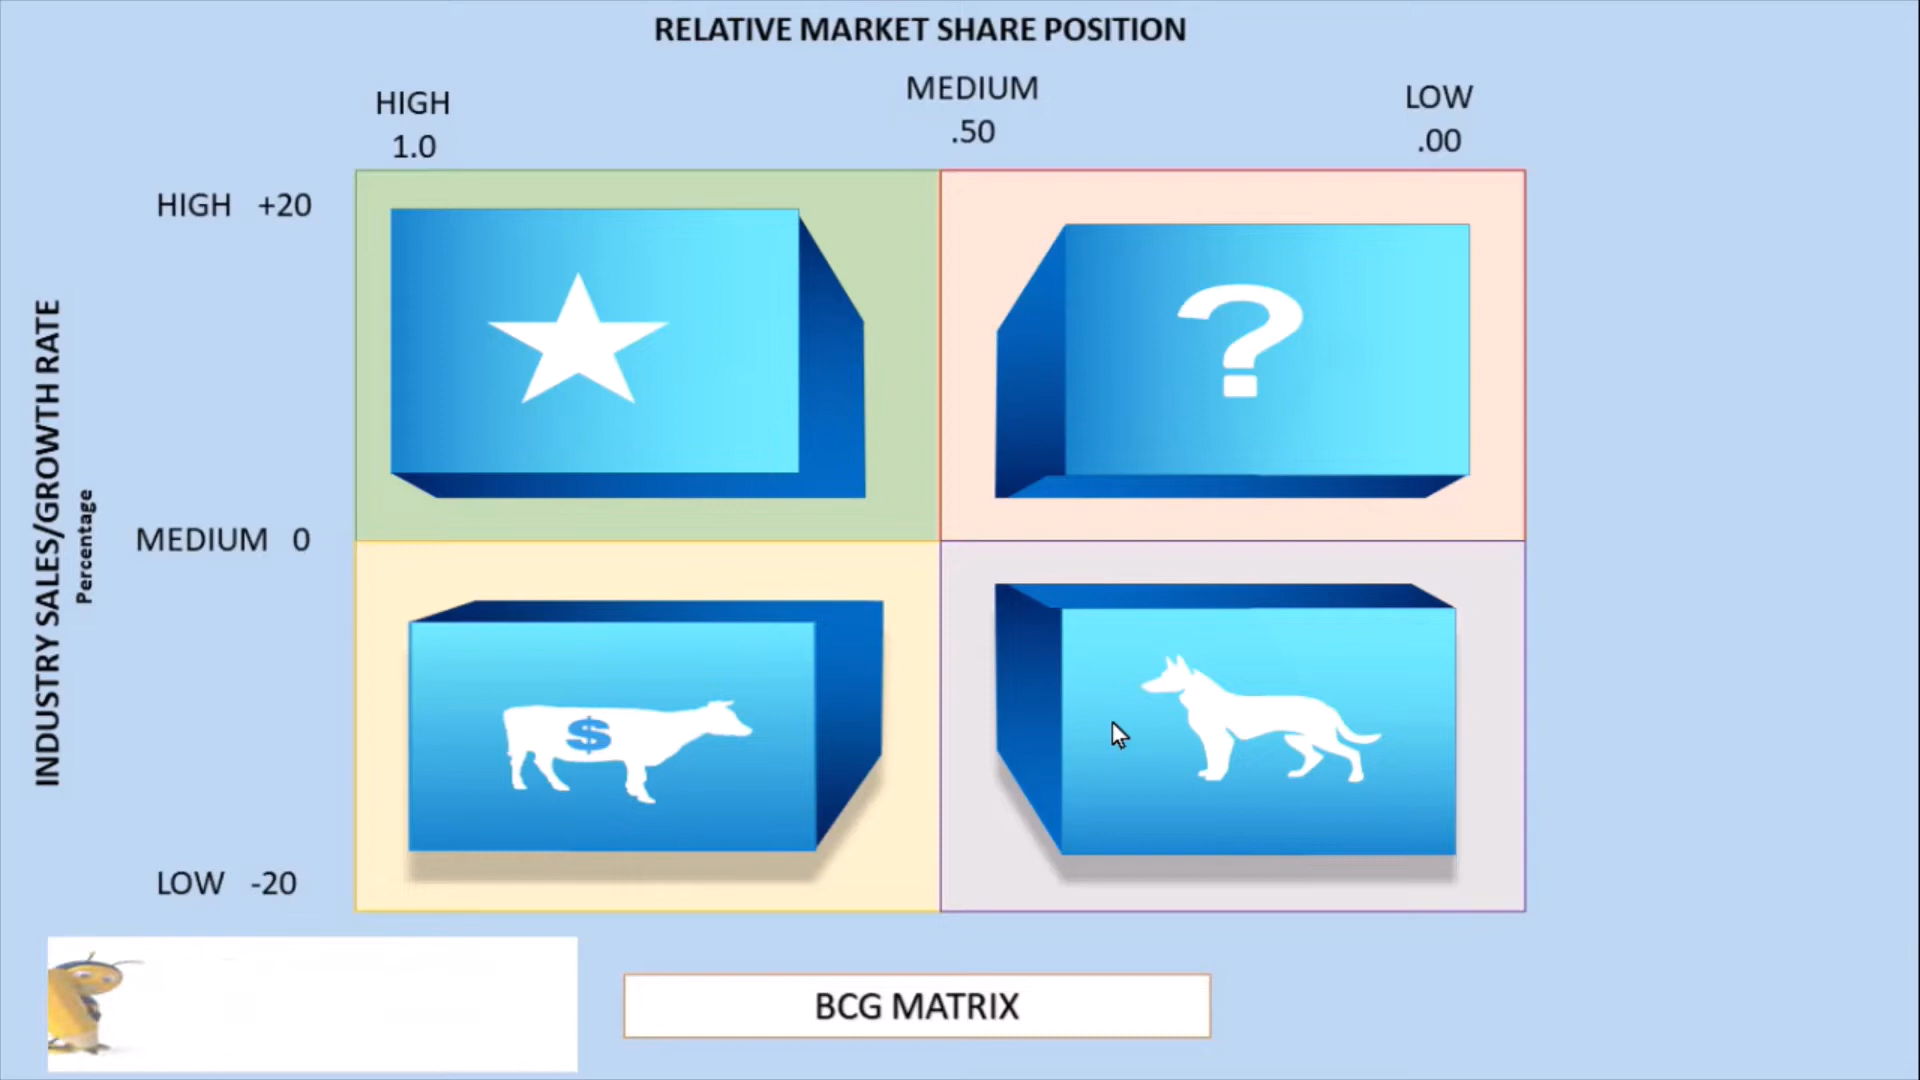 RELATIVE MARKET SHARE POSITION
HIGH
1.0
MEDIUM
.50
LOW
.00
HIGH +20
MEDIUM 0
LOW -20
INDUSTRY SALES/GROWTH RATE
Percentage
?
$
BCG MATRIX